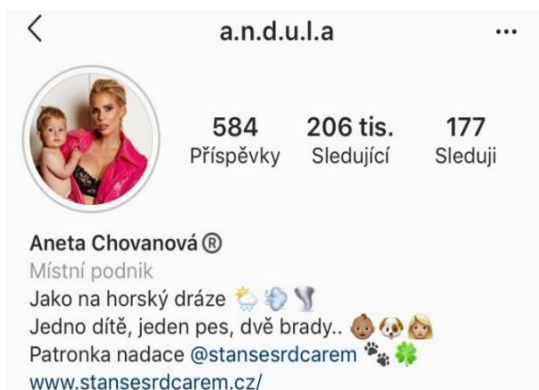 a.n.d.u.l.a
584 206 tis. 177
Příspěvky Sledující Sleduji
Aneta Chovanová ®
Místní podnik
Jako na horský dráze 🌦️ 💨 🌪️
Jedno dítě, jeden pes, dvě brady.. 👶🏽 🐶 👩🏼
Patronka nadace @stansesrdcarem 🐾 🍀
www.stansesrdcarem.cz/